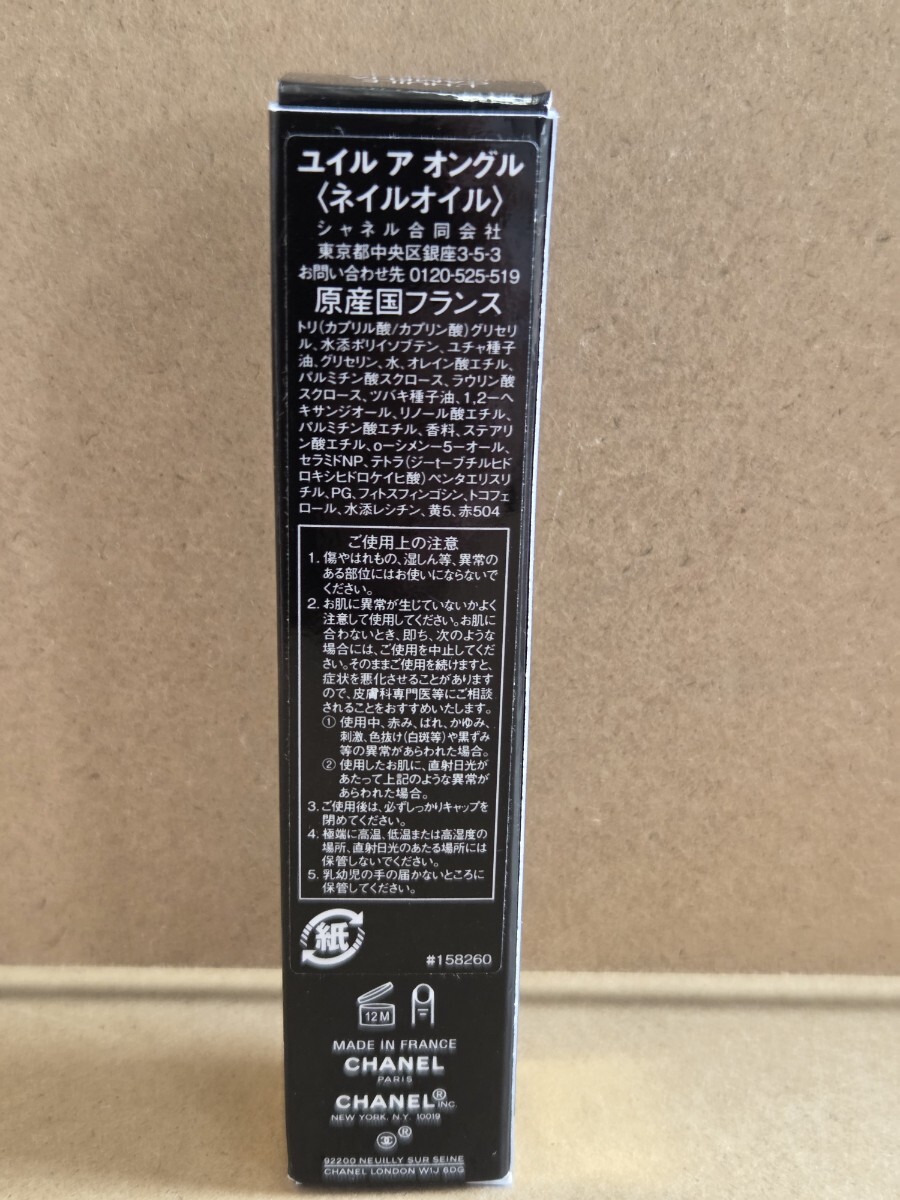 ユイル ア オングル
〈ネイルオイル〉
シャネル合同会社
東京都中央区銀座3-5-3
お問い合わせ先 0120-525-519
原産国フランス
トリ(カプリル酸/カプリン酸)グリセリ
ル、水添ポリイソブテン、ユチャ種子
油、グリセリン、水、オレイン酸エチル、
パルミチン酸スクロース、ラウリン酸
スクロース、ツバキ種子油、1,2-ヘ
キサンジオール、リノール酸エチル、
パルミチン酸エチル、香料、ステアリ
ン酸エチル、o-シメン-5-オール、
セラミドNP、テトラ(ジ-t-ブチルヒド
ロキシヒドロケイヒ酸)ペンタエリスリ
チル、PG、フィトスフィンゴシン、トコフェ
ロール、水添レシチン、黄5、赤504
ご使用上の注意
1. 傷やはれもの、湿しん等、異常の
ある部位にはお使いにならないで
ください。
2. お肌に異常が生じていないかよく
注意して使用してください。お肌に
合わないとき、即ち、次のような
場合には、ご使用を中止してくだ
さい。そのままご使用を続けますと、
症状を悪化させることがあります
ので、皮膚科専門医等にご相談
されることをおすすめいたします。
① 使用中、赤み、はれ、かゆみ、
刺激、色抜け(白斑等)や黒ずみ
等の異常があらわれた場合。
② 使用したお肌に、直射日光が
あたって上記のような異常が
あらわれた場合。
3. ご使用後は、必ずしっかりキャップを
閉めてください。
4. 極端に高温、低温または高湿度の
場所、直射日光のあたる場所には
保管しないでください。
5. 乳幼児の手の届かないところに
保管してください。
紙
#158260
12 M
MADE IN FRANCE
CHANEL
PARIS
CHANEL® INC.
NEW YORK, N.Y. 10019
®
92200 NEUILLY SUR SEINE
CHANEL LONDON W1J 6DG